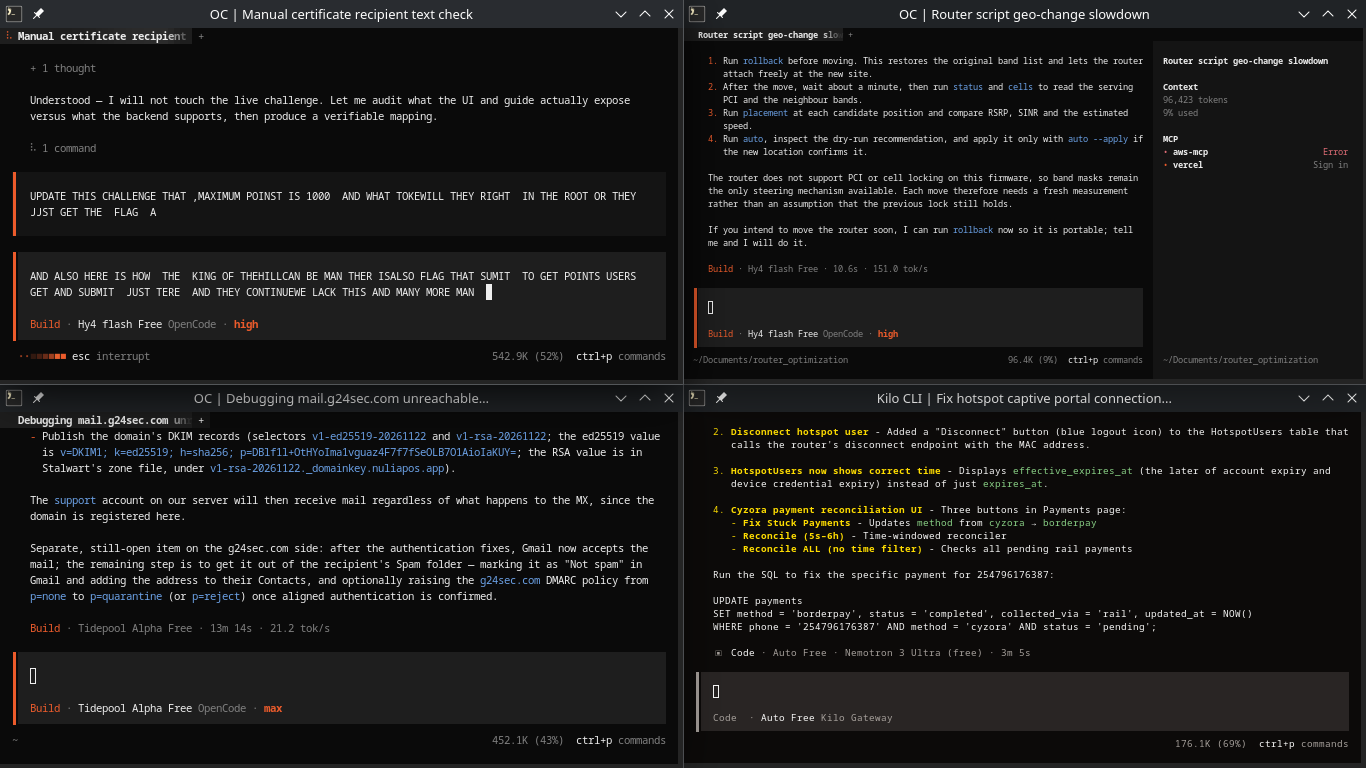 OC | Manual certificate recipient text check
Manual certificate recipient +
+ 1 thought
Understood — I will not touch the live challenge. Let me audit what the UI and guide actually expose
versus what the backend supports, then produce a verifiable mapping.
1 command
UPDATE THIS CHALLENGE THAT ,MAXIMUM POINST IS 1000  AND WHAT TOKEWILL THEY RIGHT  IN THE ROOT OR THEY
JJST GET THE  FLAG  A
AND ALSO HERE IS HOW  THE  KING OF THEHILLCAN BE MAN THER ISALSO FLAG THAT SUMIT  TO GET POINTS USERS
GET AND SUBMIT  JUST TERE  AND THEY CONTINUEWE LACK THIS AND MANY MORE MAN
Build · Hy4 flash Free OpenCode · high
esc interrupt 542.9K (52%) ctrl+p commands
OC | Router script geo-change slowdown
Router script geo-change slo +
1. Run rollback before moving. This restores the original band list and lets the router
attach freely at the new site.
2. After the move, wait about a minute, then run status and cells to read the serving
PCI and the neighbour bands.
3. Run placement at each candidate position and compare RSRP, SINR and the estimated
speed.
4. Run auto, inspect the dry-run recommendation, and apply it only with auto --apply if
the new location confirms it.
The router does not support PCI or cell locking on this firmware, so band masks remain
the only steering mechanism available. Each move therefore needs a fresh measurement
rather than an assumption that the previous lock still holds.
If you intend to move the router soon, I can run rollback now so it is portable; tell
me and I will do it.
Build · Hy4 flash Free · 10.6s · 151.0 tok/s
Build · Hy4 flash Free OpenCode · high
~/Documents/router_optimization 96.4K (9%) ctrl+p commands
Router script geo-change slowdown
Context
96,423 tokens
9% used
MCP
• aws-mcp Error
• vercel Sign in
~/Documents/router_optimization
OC | Debugging mail.g24sec.com unreachable...
Debugging mail.g24sec.com un +
- Publish the domain's DKIM records (selectors v1-ed25519-20261122 and v1-rsa-20261122; the ed25519 value
is v=DKIM1; k=ed25519; h=sha256; p=DBlfl1+OtHYoIma1vguaz4F7f7fSeOLB7O1AioIaKUY=; the RSA value is in
Stalwart's zone file, under v1-rsa-20261122._domainkey.nuliapos.app).
The support account on our server will then receive mail regardless of what happens to the MX, since the
domain is registered here.
Separate, still-open item on the g24sec.com side: after the authentication fixes, Gmail now accepts the
mail; the remaining step is to get it out of the recipient's Spam folder — marking it as "Not spam" in
Gmail and adding the address to their Contacts, and optionally raising the g24sec.com DMARC policy from
p=none to p=quarantine (or p=reject) once aligned authentication is confirmed.
Build · Tidepool Alpha Free · 13m 14s · 21.2 tok/s
Build · Tidepool Alpha Free OpenCode · max
~ 452.1K (43%) ctrl+p commands
Kilo CLI | Fix hotspot captive portal connection...
2. Disconnect hotspot user - Added a "Disconnect" button (blue logout icon) to the HotspotUsers table that
calls the router's disconnect endpoint with the MAC address.
3. HotspotUsers now shows correct time - Displays effective_expires_at (the later of account expiry and
device credential expiry) instead of just expires_at.
4. Cyzora payment reconciliation UI - Three buttons in Payments page:
- Fix Stuck Payments - Updates method from cyzora → borderpay
- Reconcile (5s–6h) - Time-windowed reconciler
- Reconcile ALL (no time filter) - Checks all pending rail payments
Run the SQL to fix the specific payment for 254796176387:
UPDATE payments
SET method = 'borderpay', status = 'completed', collected_via = 'rail', updated_at = NOW()
WHERE phone = '254796176387' AND method = 'cyzora' AND status = 'pending';
▣ Code · Auto Free · Nemotron 3 Ultra (free) · 3m 5s
Code · Auto Free Kilo Gateway
176.1K (69%) ctrl+p commands